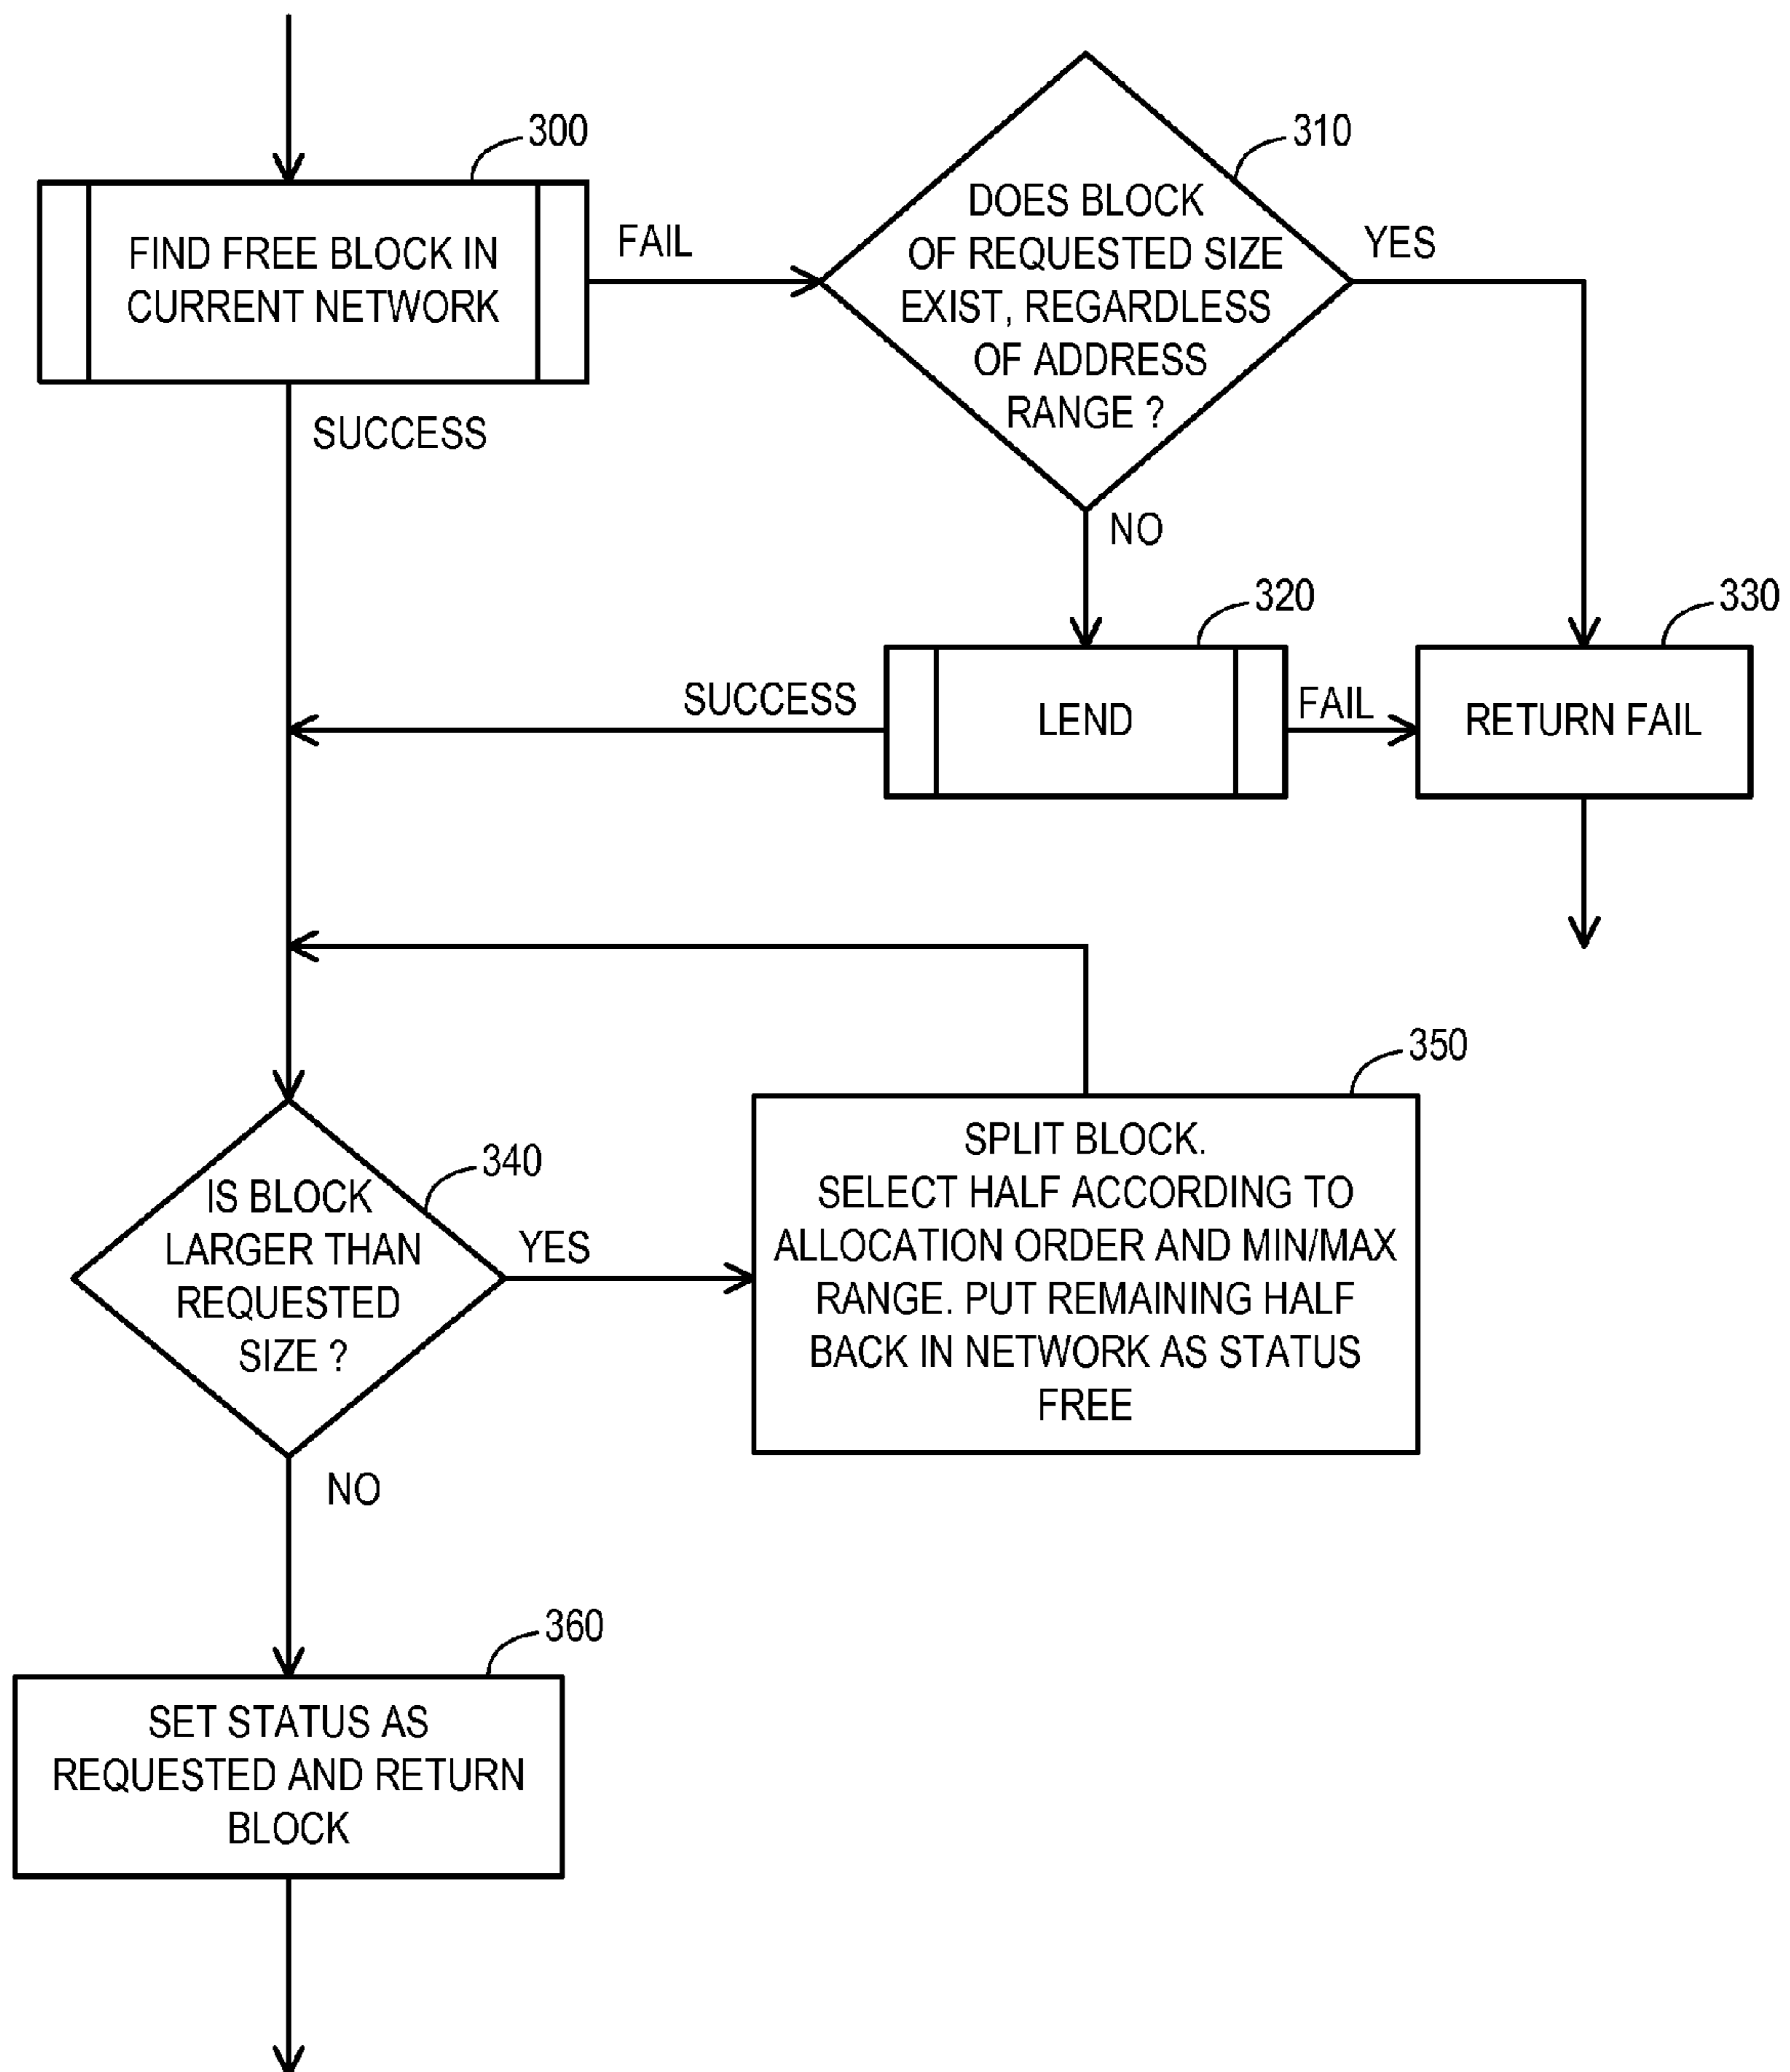 300
FIND FREE BLOCK IN
CURRENT NETWORK
FAIL
SUCCESS
310
DOES BLOCK
OF REQUESTED SIZE
EXIST, REGARDLESS
OF ADDRESS
RANGE ?
YES
NO
320
LEND
SUCCESS
FAIL
330
RETURN FAIL
340
IS BLOCK
LARGER THAN
REQUESTED
SIZE ?
YES
NO
350
SPLIT BLOCK.
SELECT HALF ACCORDING TO
ALLOCATION ORDER AND MIN/MAX
RANGE. PUT REMAINING HALF
BACK IN NETWORK AS STATUS
FREE
360
SET STATUS AS
REQUESTED AND RETURN
BLOCK